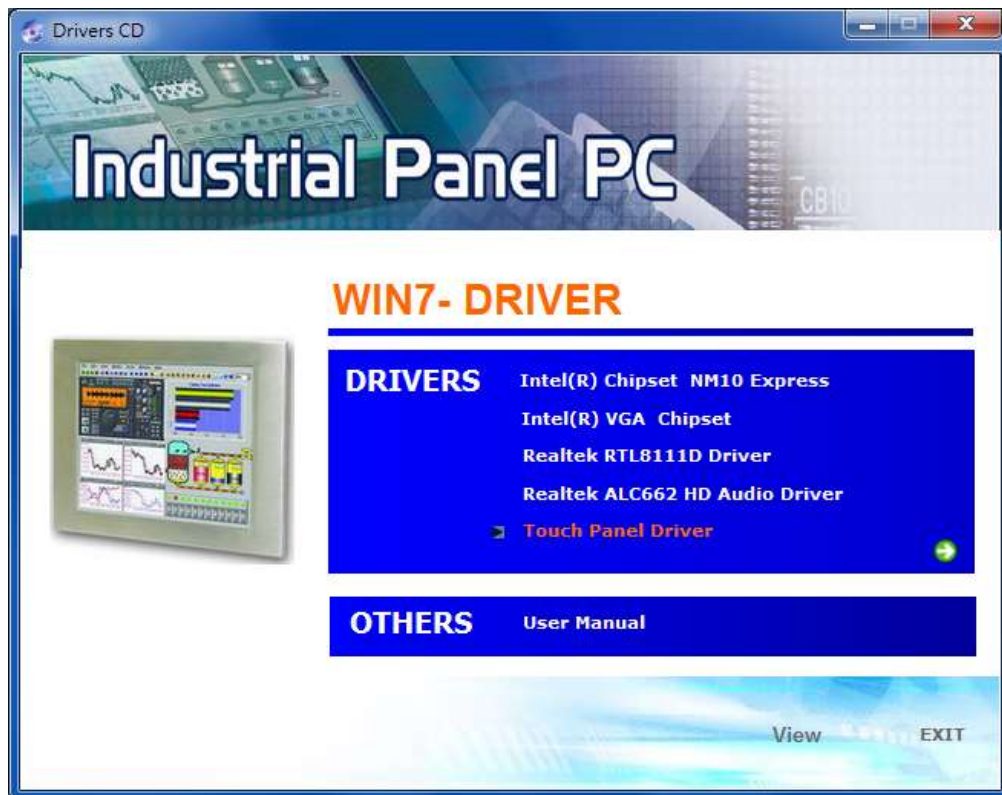 Drivers CD
Industrial Panel PC
CB10
WIN7- DRIVER
DRIVERS
Intel(R) Chipset NM10 Express
Intel(R) VGA Chipset
Realtek RTL8111D Driver
Realtek ALC662 HD Audio Driver
Touch Panel Driver
OTHERS
User Manual
View
EXIT